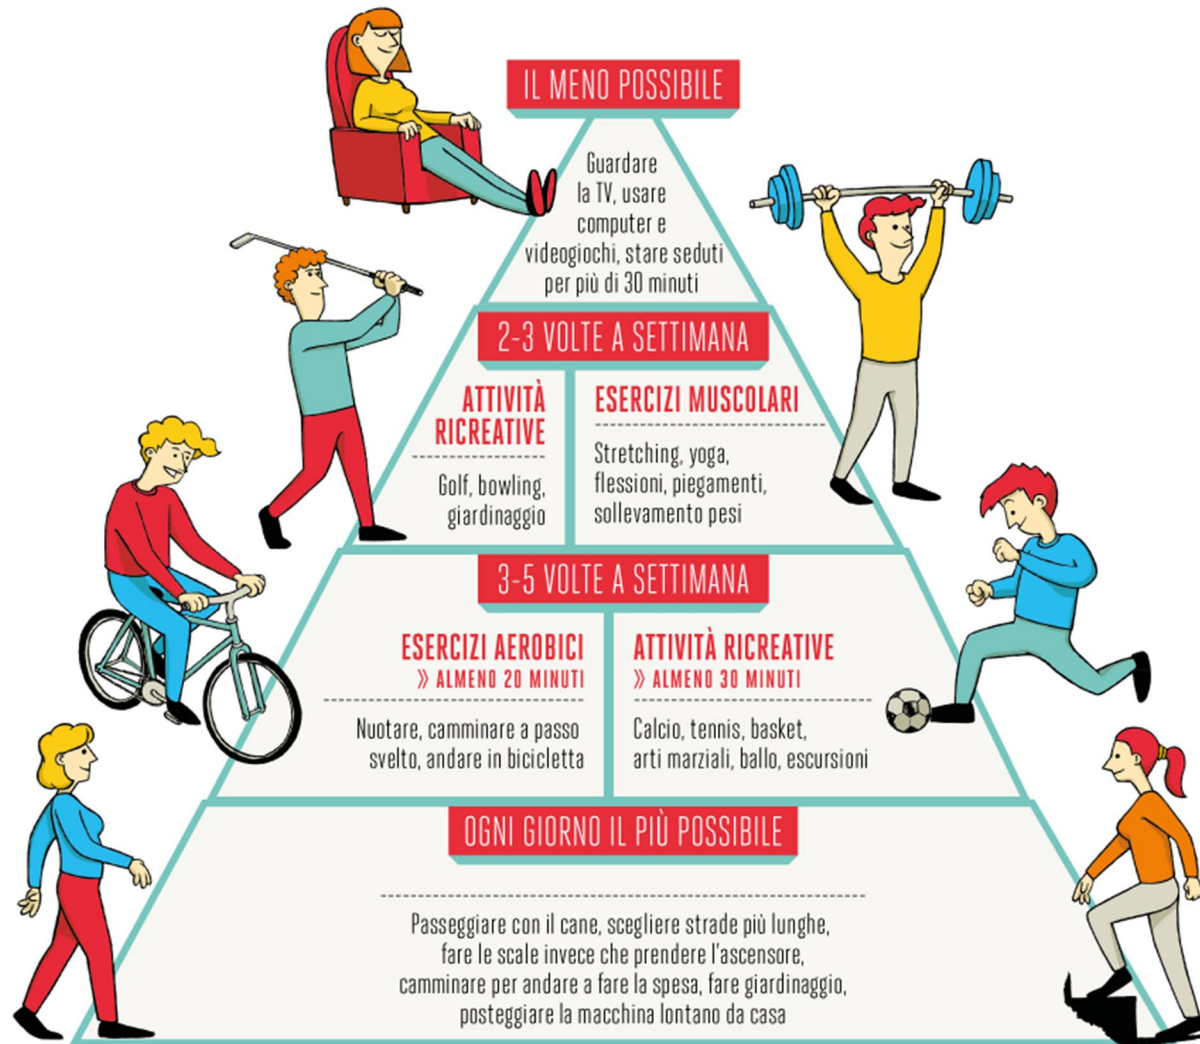 IL MENO POSSIBILE
Guardare
la TV, usare
computer e
videogiochi, stare seduti
per più di 30 minuti
2-3 VOLTE A SETTIMANA
ATTIVITÀ
RICREATIVE
Golf, bowling,
giardinaggio
ESERCIZI MUSCOLARI
Stretching, yoga,
flessioni, piegamenti,
sollevamento pesi
3-5 VOLTE A SETTIMANA
ESERCIZI AEROBICI
» ALMENO 20 MINUTI
Nuotare, camminare a passo
svelto, andare in bicicletta
ATTIVITÀ RICREATIVE
» ALMENO 30 MINUTI
Calcio, tennis, basket,
arti marziali, ballo, escursioni
OGNI GIORNO IL PIÙ POSSIBILE
Passeggiare con il cane, scegliere strade più lunghe,
fare le scale invece che prendere l'ascensore,
camminare per andare a fare la spesa, fare giardinaggio,
posteggiare la macchina lontano da casa